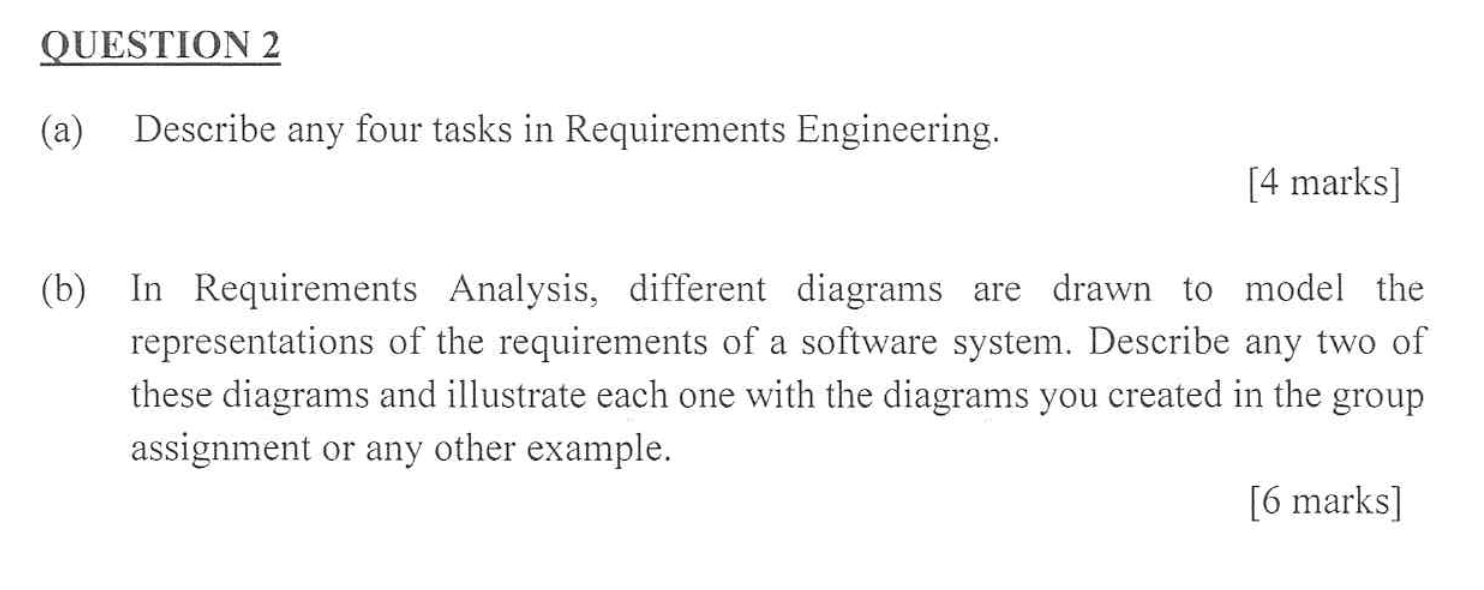 QUESTION 2
(a) Describe any four tasks in Requirements Engineering.
[4 marks]
(b) In Requirements Analysis, different diagrams are drawn to model the
representations of the requirements of a software system. Describe any two of
these diagrams and illustrate each one with the diagrams you created in the group
assignment or any other example.
[6 marks]